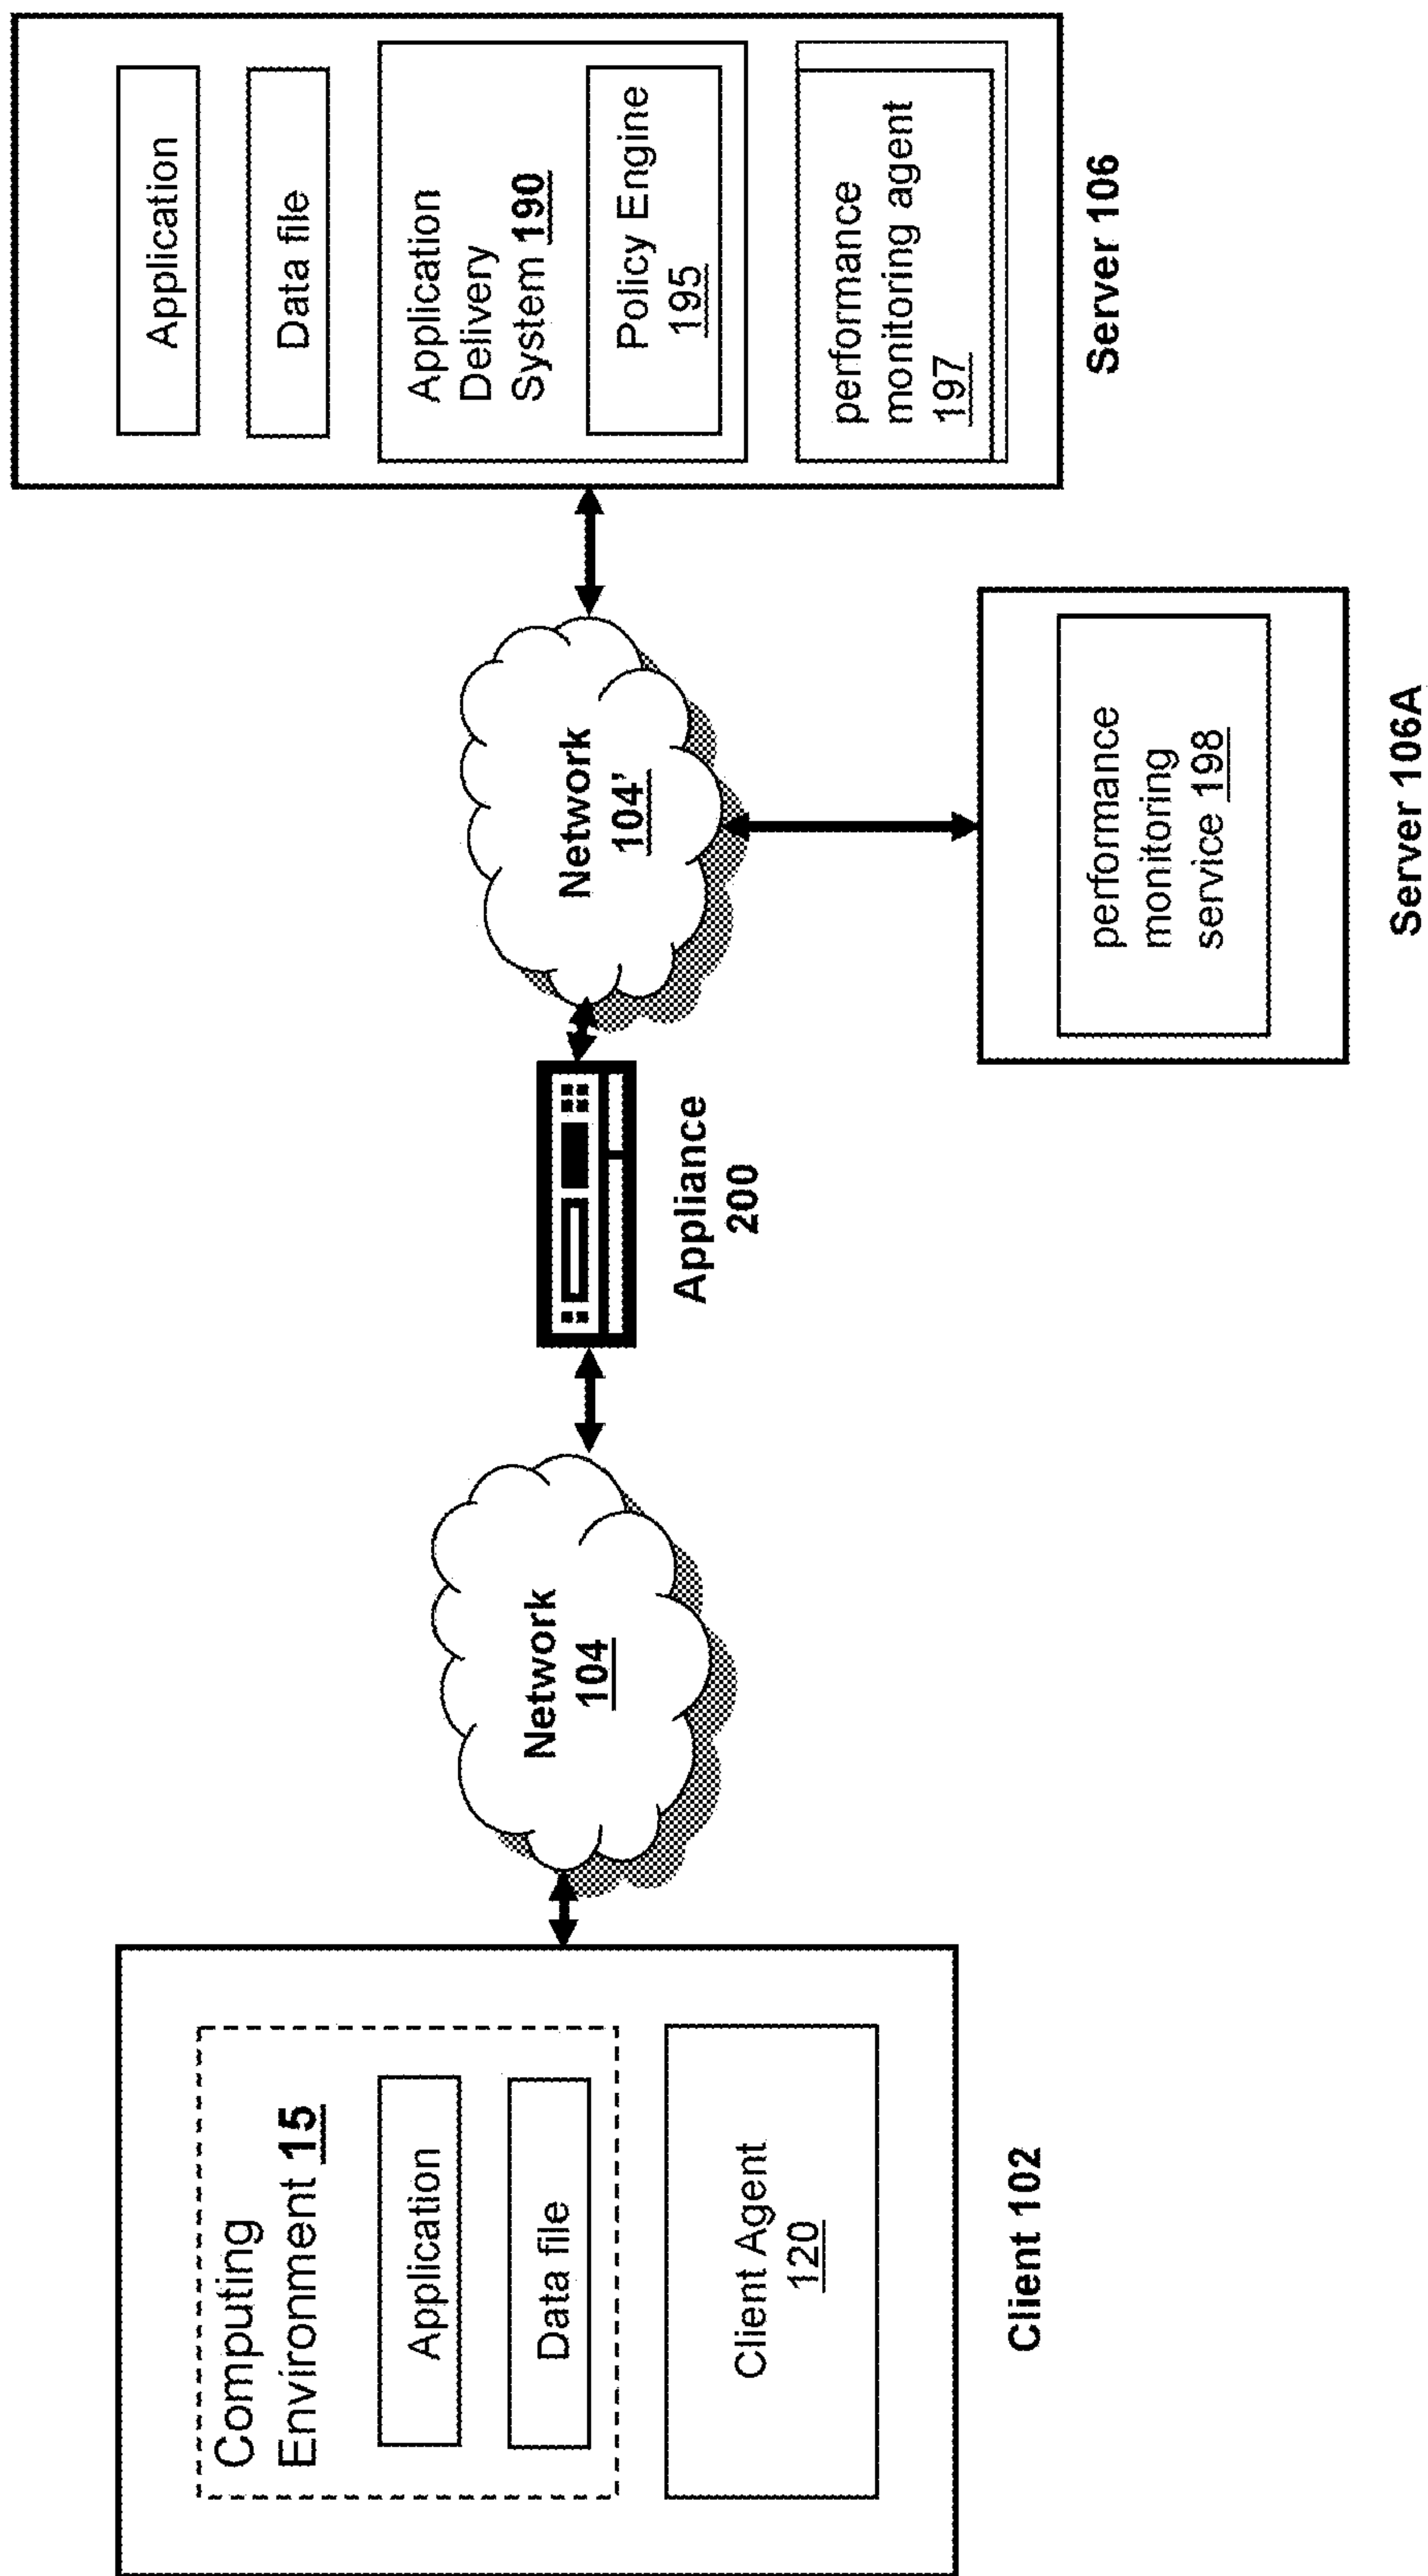 Computing
Environment 15
Application
Data file
Client Agent
120
Client 102
Network
104
Appliance
200
Network
104'
performance
monitoring
service 198
Server 106A
Application
Data file
Application
Delivery
System 190
Policy Engine
195
performance
monitoring agent
197
Server 106